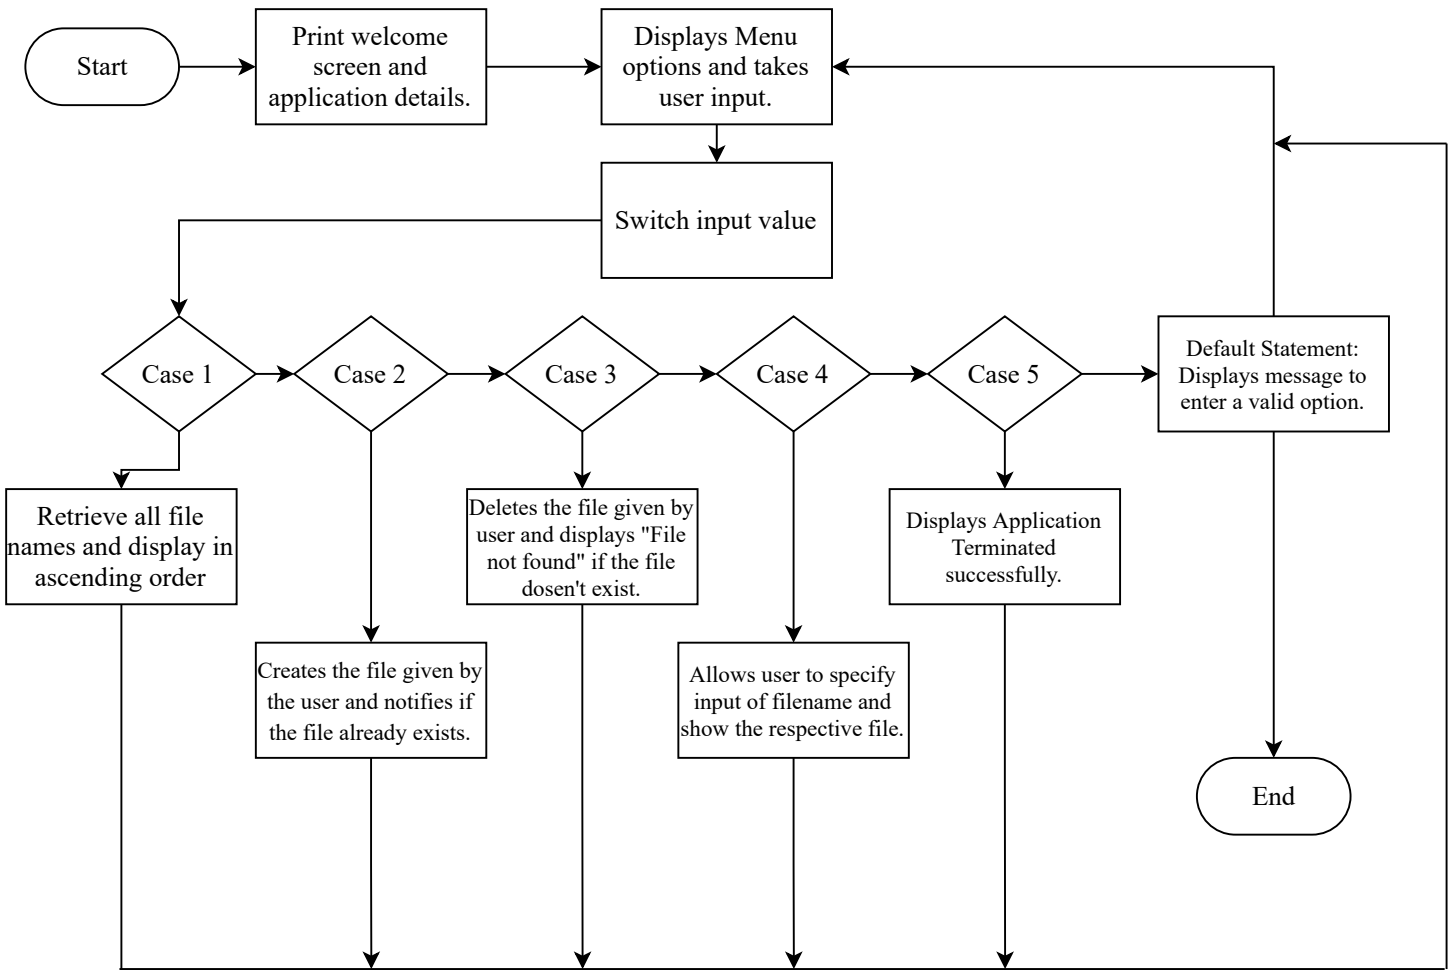 Start
Print welcome
screen and
application details.
Displays Menu
options and takes
user input.
Switch input value
Case 1
Case 2
Case 3
Case 4
Case 5
Default Statement:
Displays message to
enter a valid option.
Retrieve all file
names and display in
ascending order
Deletes the file given by
user and displays "File
not found" if the file
dosen't exist.
Displays Application
Terminated
successfully.
Creates the file given by
the user and notifies if
the file already exists.
Allows user to specify
input of filename and
show the respective file.
End